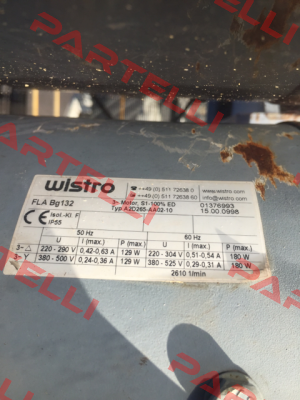 PARTELLI
wistro
☎ ++49 (0) 511 72638 0
++49 (0) 511 72638 60
www.wistro.com
info@wistro.com
FLA Bg132
3~ Motor, S1-100% ED
01376993
CE Isol.-Kl. F
IP55
Typ A2D265-AA02-10
15.00.0998
50 Hz
60 Hz
U I (max.) P (max.) U I (max.) P (max.)
3~ △ 220 - 290 V 0,42-0,63 A 129 W 220 - 304 V 0,51-0,54 A 180 W
3~ Y 380 - 500 V 0,24-0,36 A 129 W 380 - 525 V 0,29-0,31 A 180 W
2610 1/min
PARTELLI
PARTELLI